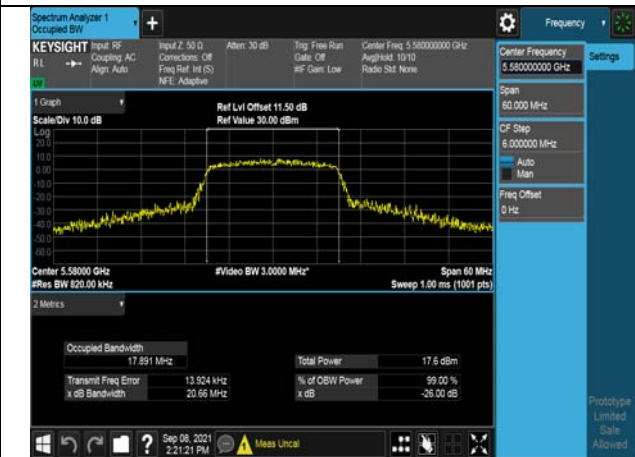 Spectrum Analyzer 1
Occupied BW
+
Frequency
KEYSIGHT
Input: RF
Input Z: 50 Ω
Atten: 30 dB
Trig: Free Run
Center Freq: 5.580000000 GHz
RL
Coupling: AC
Corrections: Off
Gate: Off
Avg|Hold: 10/10
Align: Auto
Freq Ref: Int (S)
#IF Gain: Low
Radio Std: None
NFE: Adaptive
Center Frequency
5.580000000 GHz
Settings
Span
60.000 MHz
CF Step
6.000000 MHz
Auto
Man
Freq Offset
0 Hz
1 Graph
Ref Lvl Offset 11.50 dB
Scale/Div 10.0 dB
Ref Value 30.00 dBm
Log
20.0
10.0
0.00
-10.0
-20.0
-30.0
-40.0
-50.0
-60.0
Center 5.58000 GHz
#Video BW 3.0000 MHz*
Span 60 MHz
#Res BW 820.00 kHz
Sweep 1.00 ms (1001 pts)
2 Metrics
Occupied Bandwidth
17.891 MHz
Total Power
17.6 dBm
Transmit Freq Error
13.924 kHz
% of OBW Power
99.00 %
x dB Bandwidth
20.66 MHz
x dB
-26.00 dB
Prototype
Limited
Sale
Allowed
?
Sep 08, 2021
2:21:21 PM
Meas Uncal